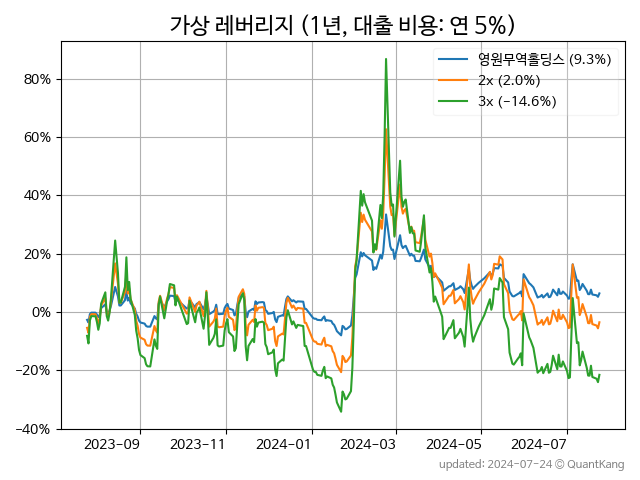 가상 레버리지 (1년, 대출 비용: 연 5%)
영원무역홀딩스 (9.3%)
2x (2.0%)
3x (-14.6%)
80%
60%
40%
20%
0%
-20%
-40%
2023-09
2023-11
2024-01
2024-03
2024-05
2024-07
updated: 2024-07-24 © QuantKang